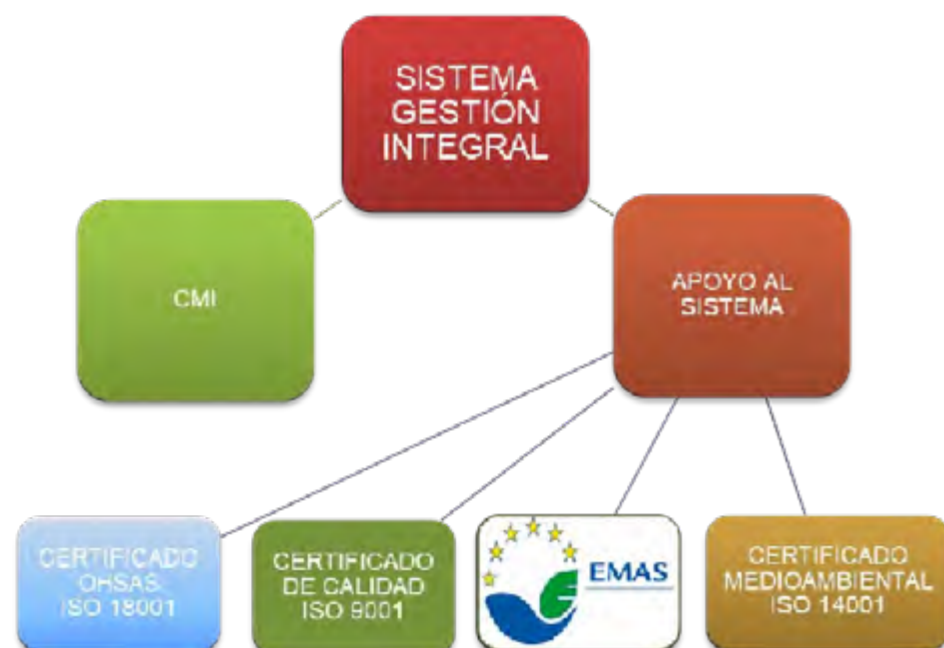 SISTEMA
GESTIÓN
INTEGRAL
CMI
APOYO AL
SISTEMA
CERTIFICADO
OHSAS
ISO 18001
CERTIFICADO
DE CALIDAD
ISO 9001
EMAS
CERTIFICADO
MEDIOAMBIENTAL
ISO 14001